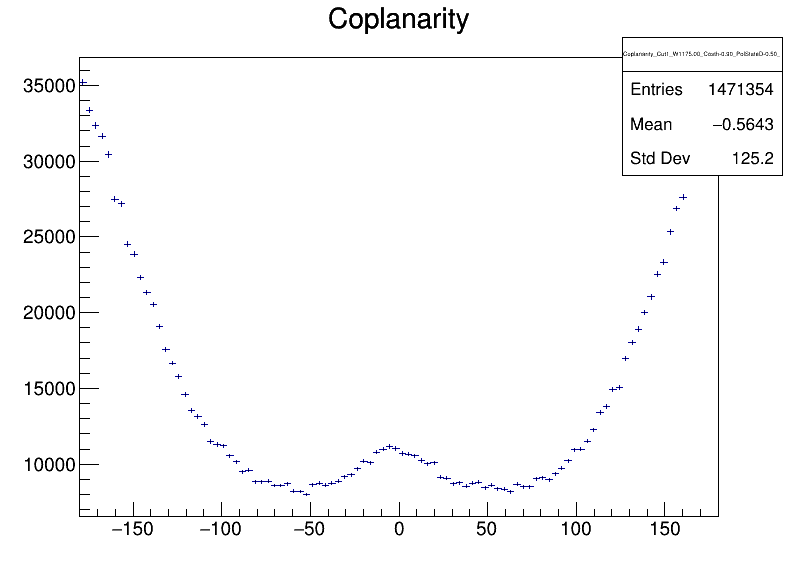 Coplanarity
Coplanarity_Cut1_W1175.00_Costh-0.90_PolStateD-0.50_
Entries 1471354
Mean −0.5643
Std Dev 125.2
35000
30000
25000
20000
15000
10000
−150 −100 −50 0 50 100 150